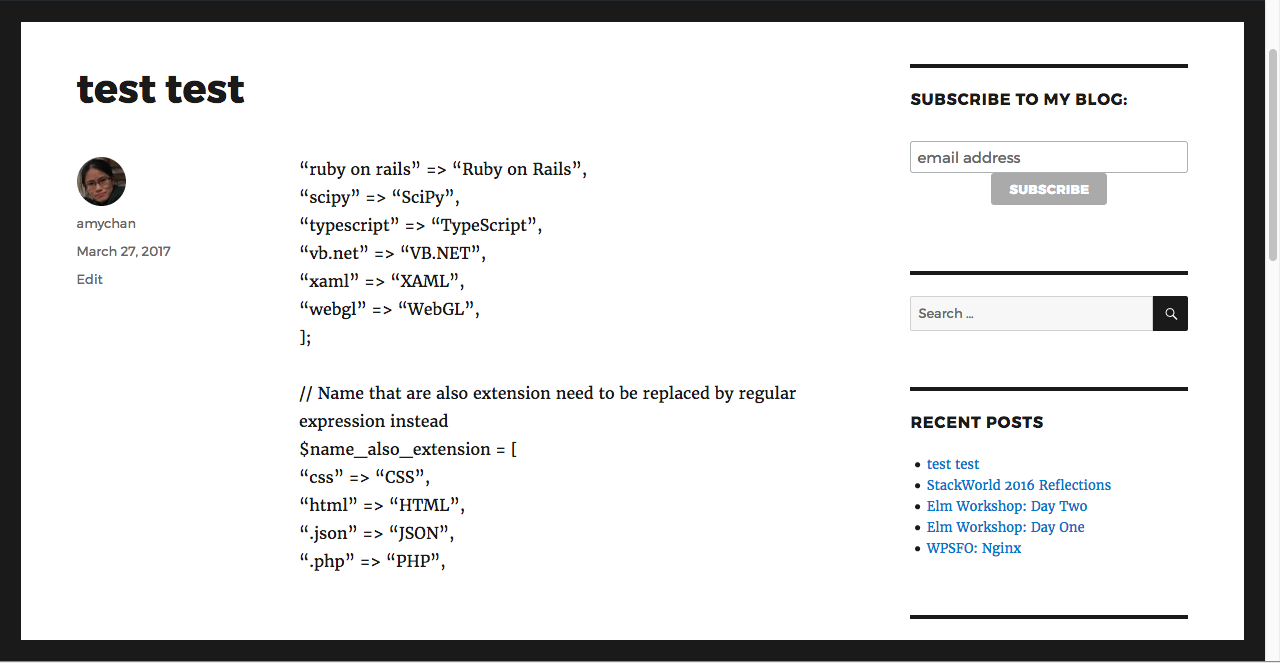 test test
amychan
March 27, 2017
Edit
“ruby on rails” => “Ruby on Rails”,
“scipy” => “SciPy”,
“typescript” => “TypeScript”,
“vb.net” => “VB.NET”,
“xaml” => “XAML”,
“webgl” => “WebGL”,
];
// Name that are also extension need to be replaced by regular
expression instead
$name_also_extension = [
“css” => “CSS”,
“html” => “HTML”,
“.json” => “JSON”,
“.php” => “PHP”,
SUBSCRIBE TO MY BLOG:
email address
SUBSCRIBE
Search …
RECENT POSTS
test test
StackWorld 2016 Reflections
Elm Workshop: Day Two
Elm Workshop: Day One
WPSFO: Nginx